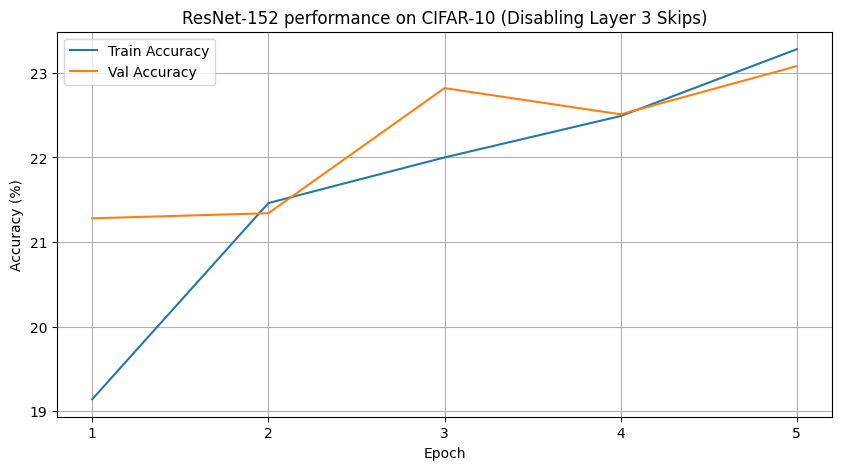 ResNet-152 performance on CIFAR-10 (Disabling Layer 3 Skips)
Train Accuracy
Val Accuracy
Accuracy (%)
23
22
21
20
19
1 2 3 4 5
Epoch